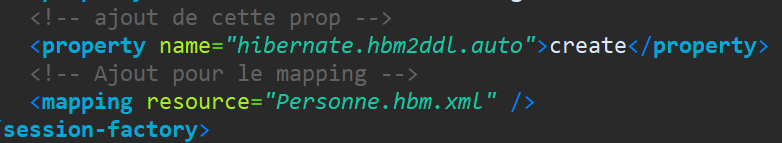 <!-- ajout de cette prop -->
<property name="hibernate.hbm2ddl.auto">create</property>
<!-- Ajout pour le mapping -->
<mapping resource="Personne.hbm.xml" />
/session-factory>